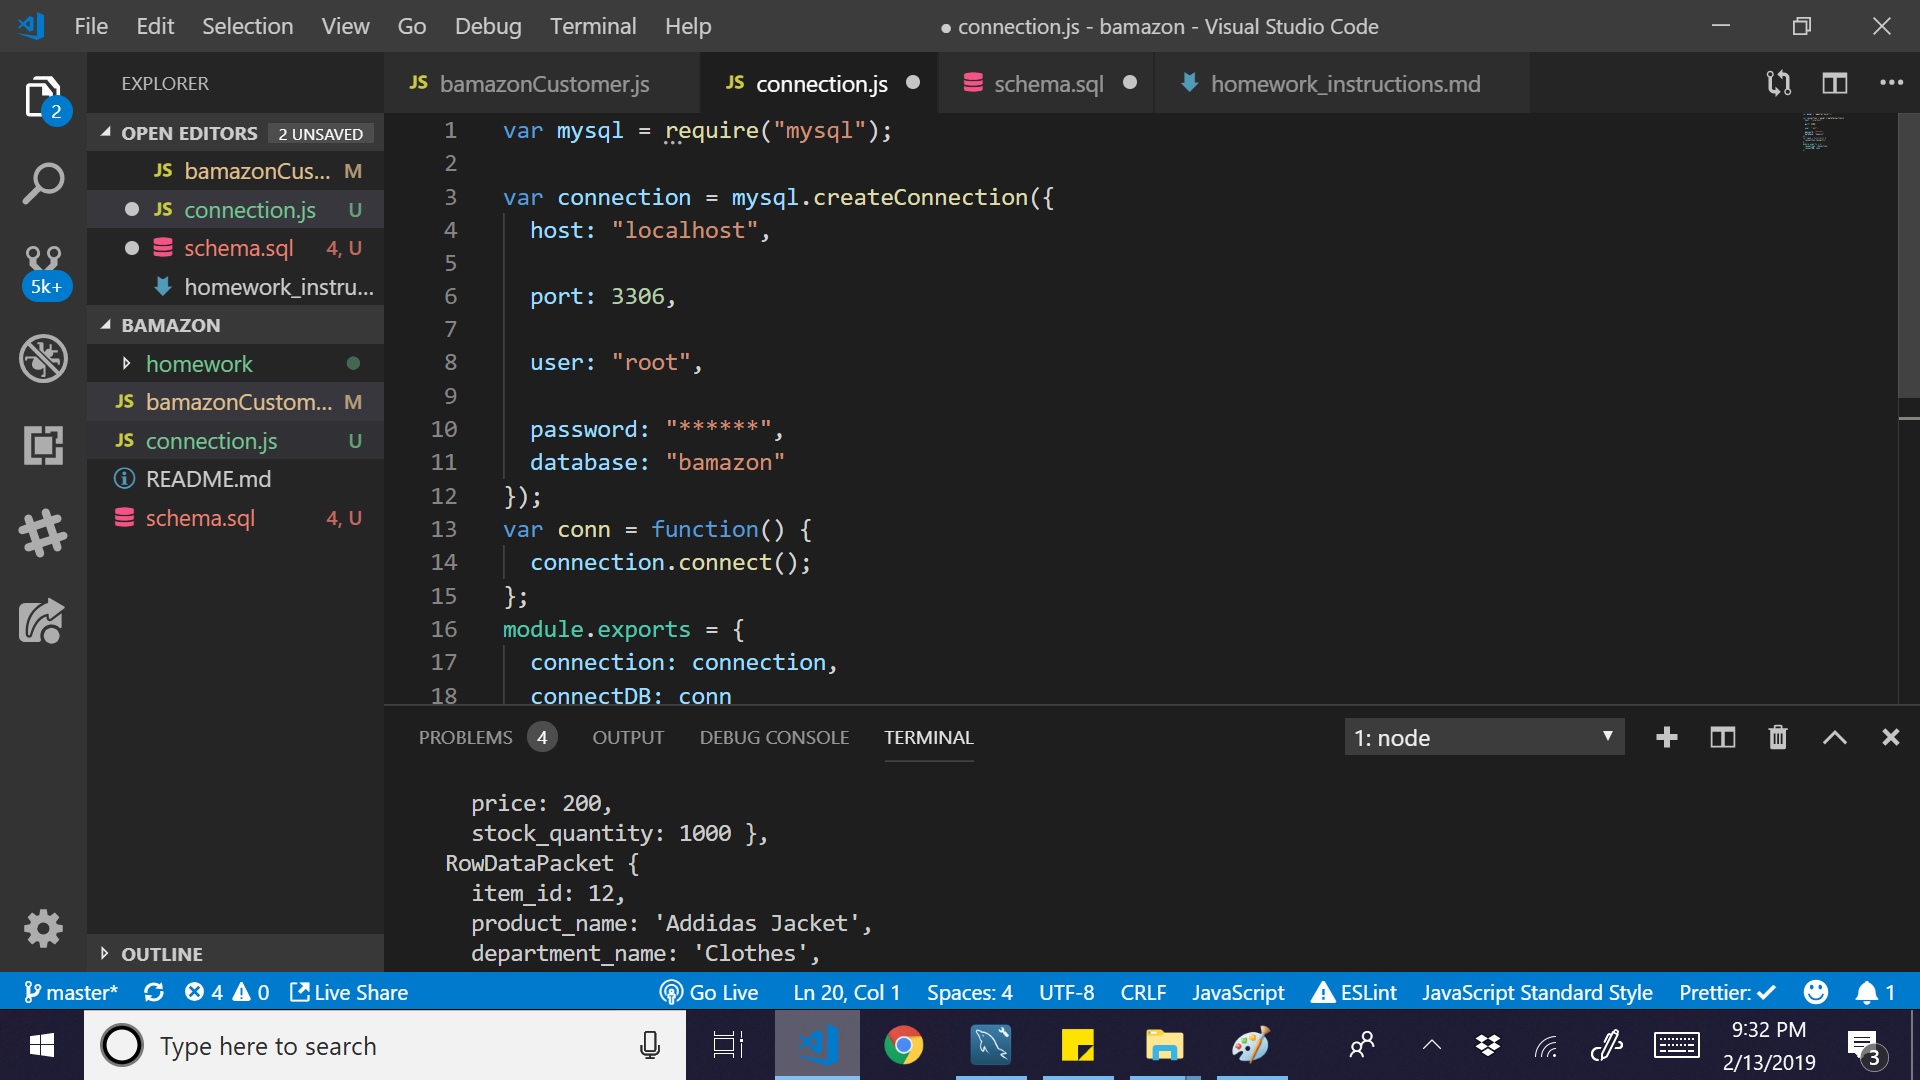 File Edit Selection View Go Debug Terminal Help
● connection.js - bamazon - Visual Studio Code
EXPLORER
2
OPEN EDITORS 2 UNSAVED
JS bamazonCus... M
JS connection.js U
schema.sql 4, U
homework_instru...
5k+
BAMAZON
homework
JS bamazonCustom... M
JS connection.js U
README.md
schema.sql 4, U
OUTLINE
JS bamazonCustomer.js
JS connection.js
schema.sql
homework_instructions.md
1 var mysql = require("mysql");
2
3 var connection = mysql.createConnection({
4 host: "localhost",
5
6 port: 3306,
7
8 user: "root",
9
10 password: "******",
11 database: "bamazon"
12 });
13 var conn = function() {
14 connection.connect();
15 };
16 module.exports = {
17 connection: connection,
18 connectDB: conn
PROBLEMS 4 OUTPUT DEBUG CONSOLE TERMINAL
1: node
price: 200,
stock_quantity: 1000 },
RowDataPacket {
item_id: 12,
product_name: 'Addidas Jacket',
department_name: 'Clothes',
master* 4 0 Live Share Go Live Ln 20, Col 1 Spaces: 4 UTF-8 CRLF JavaScript ESLint JavaScript Standard Style Prettier: ✓ 1
Type here to search
9:32 PM
2/13/2019
3